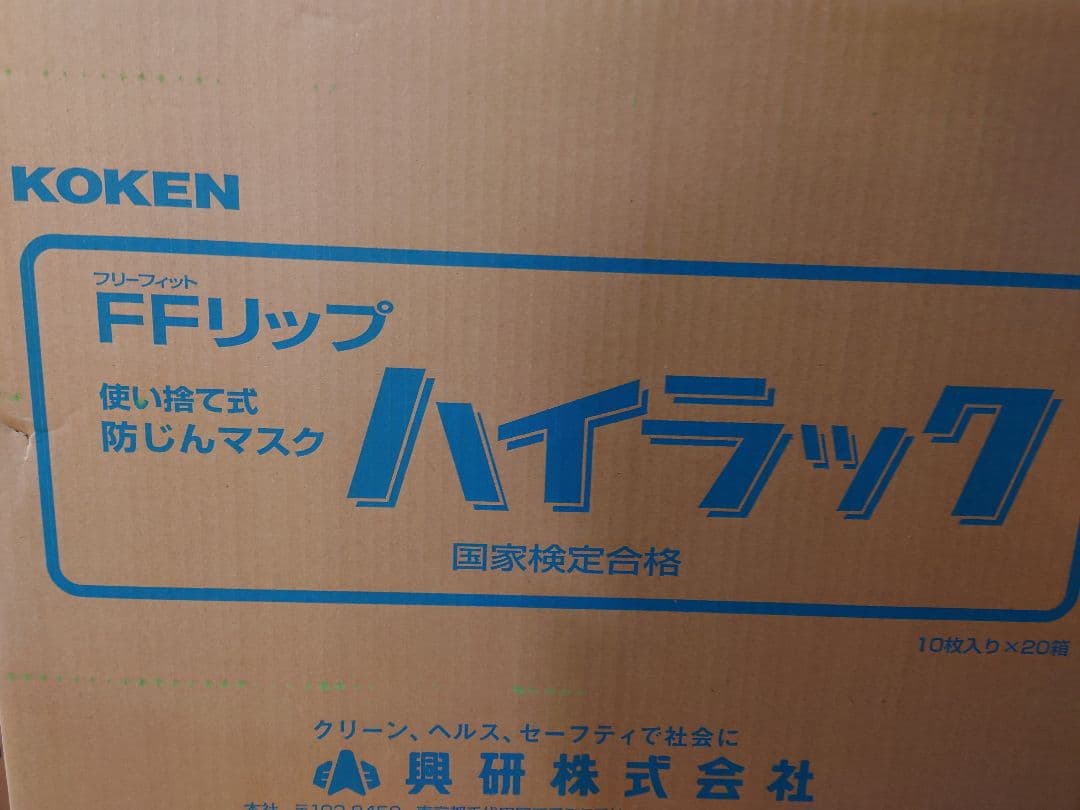 KOKEN
フリーフィット
FFリップ
使い捨て式
防じんマスク
ハイラック
国家検定合格
10枚入り×20箱
クリーン、ヘルス、セーフティで社会に
興研株式会社
本社